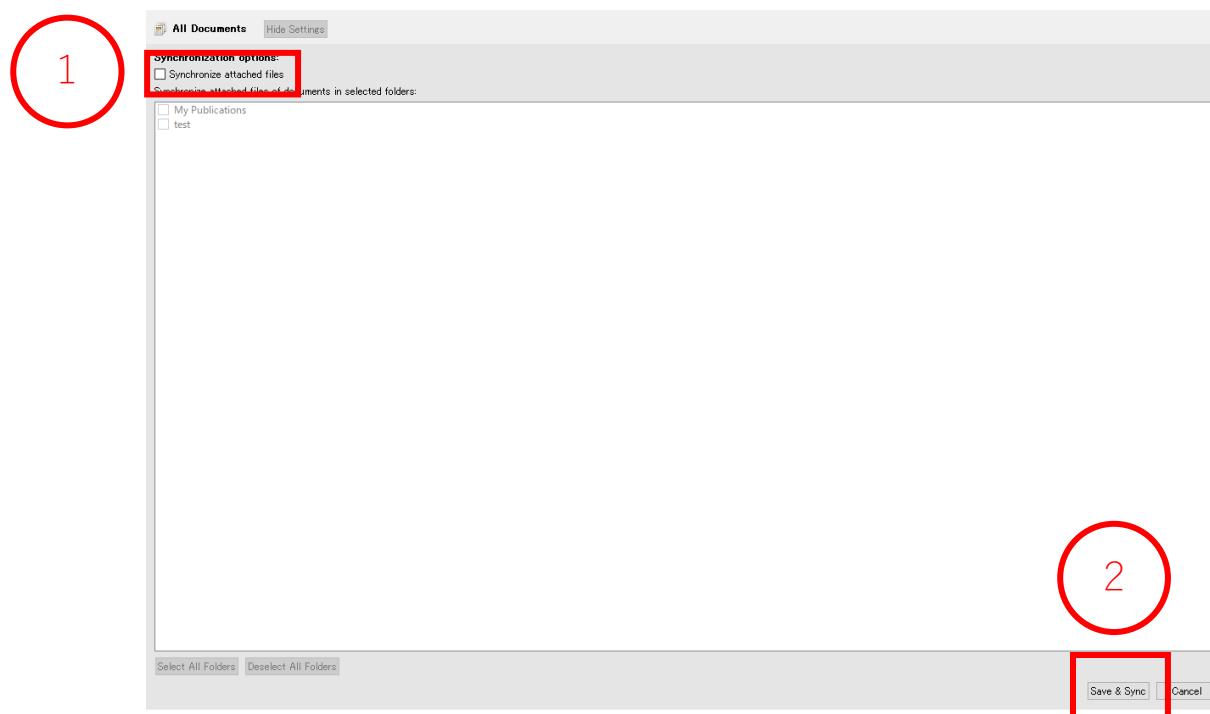 1
All Documents Hide Settings
Synchronization options:
Synchronize attached files
Synchronize attached files of documents in selected folders:
My Publications
test
2
Select All Folders Deselect All Folders
Save & Sync Cancel